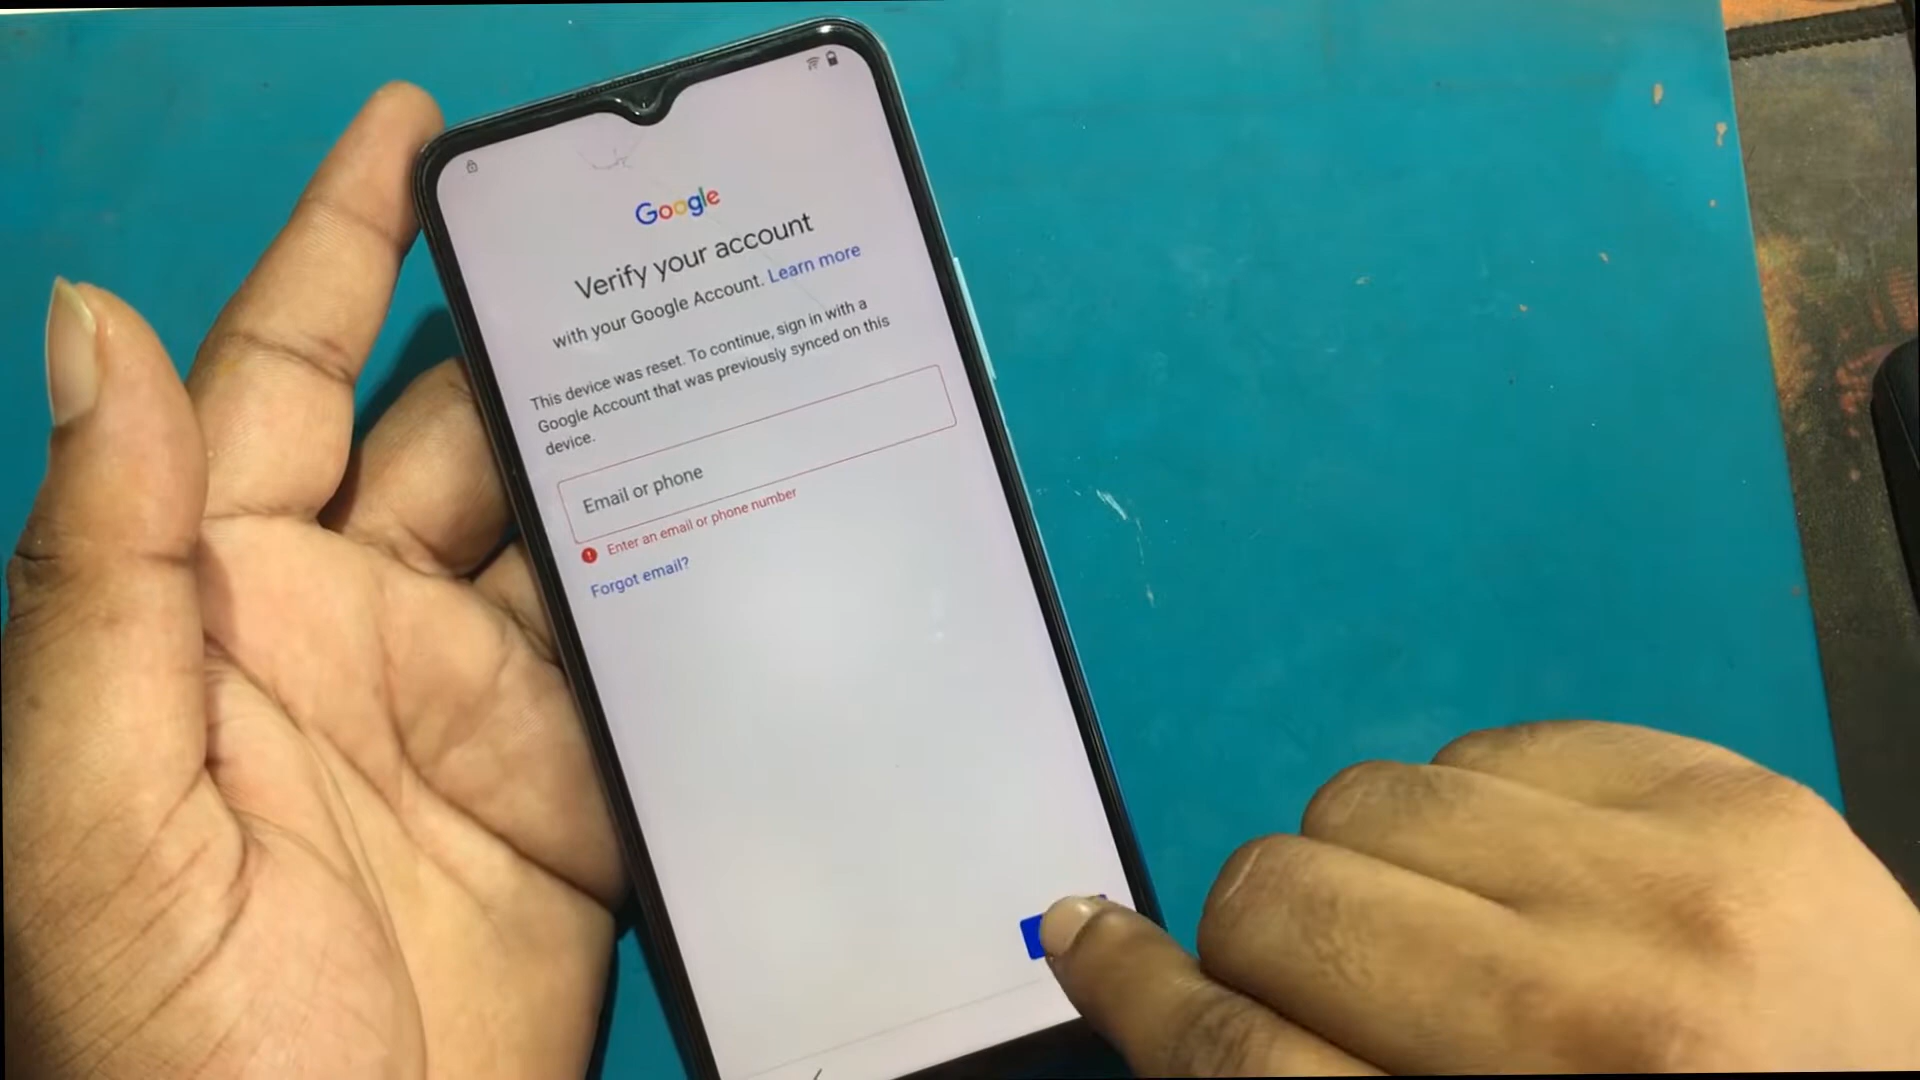 Google
Verify your account
with your Google Account. Learn more
This device was reset. To continue, sign in with a
Google Account that was previously synced on this
device.
Email or phone
Enter an email or phone number
Forgot email?